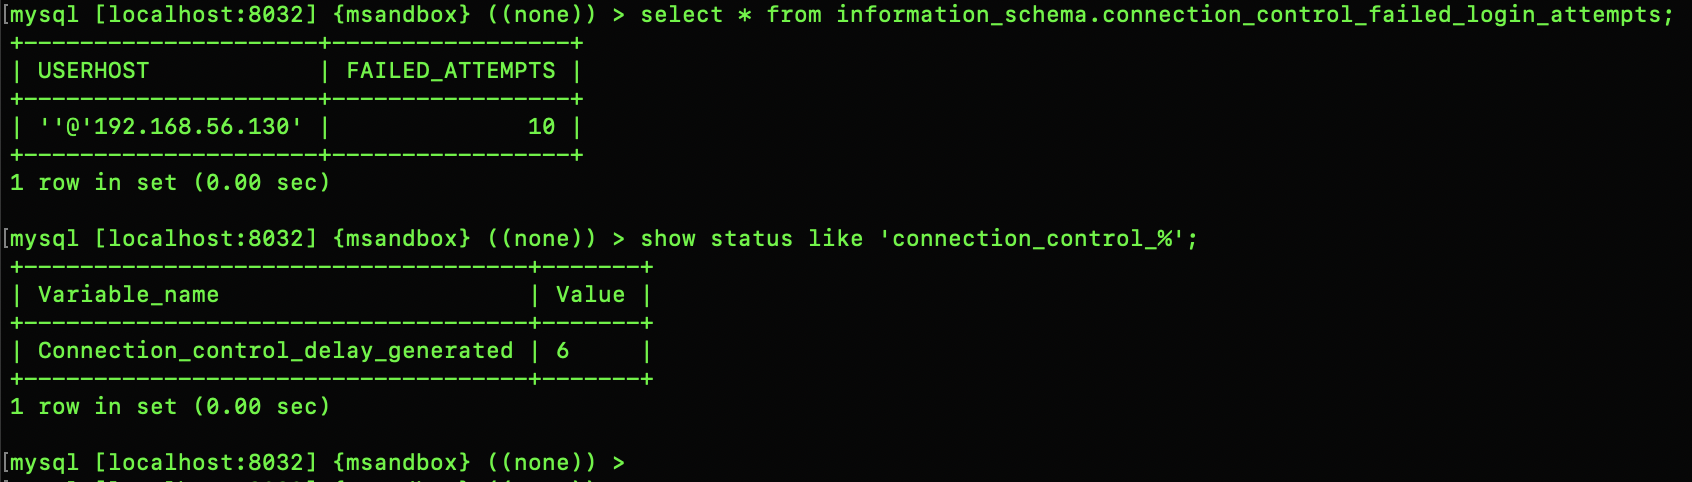 [mysql [localhost:8032] {msandbox} ((none)) > select * from information_schema.connection_control_failed_login_attempts;
+---------------------+-----------------+
| USERHOST            | FAILED_ATTEMPTS |
+---------------------+-----------------+
| ''@'192.168.56.130' |              10 |
+---------------------+-----------------+
1 row in set (0.00 sec)
[mysql [localhost:8032] {msandbox} ((none)) > show status like 'connection_control_%';
+------------------------------------+-------+
| Variable_name                      | Value |
+------------------------------------+-------+
| Connection_control_delay_generated | 6     |
+------------------------------------+-------+
1 row in set (0.00 sec)
[mysql [localhost:8032] {msandbox} ((none)) >